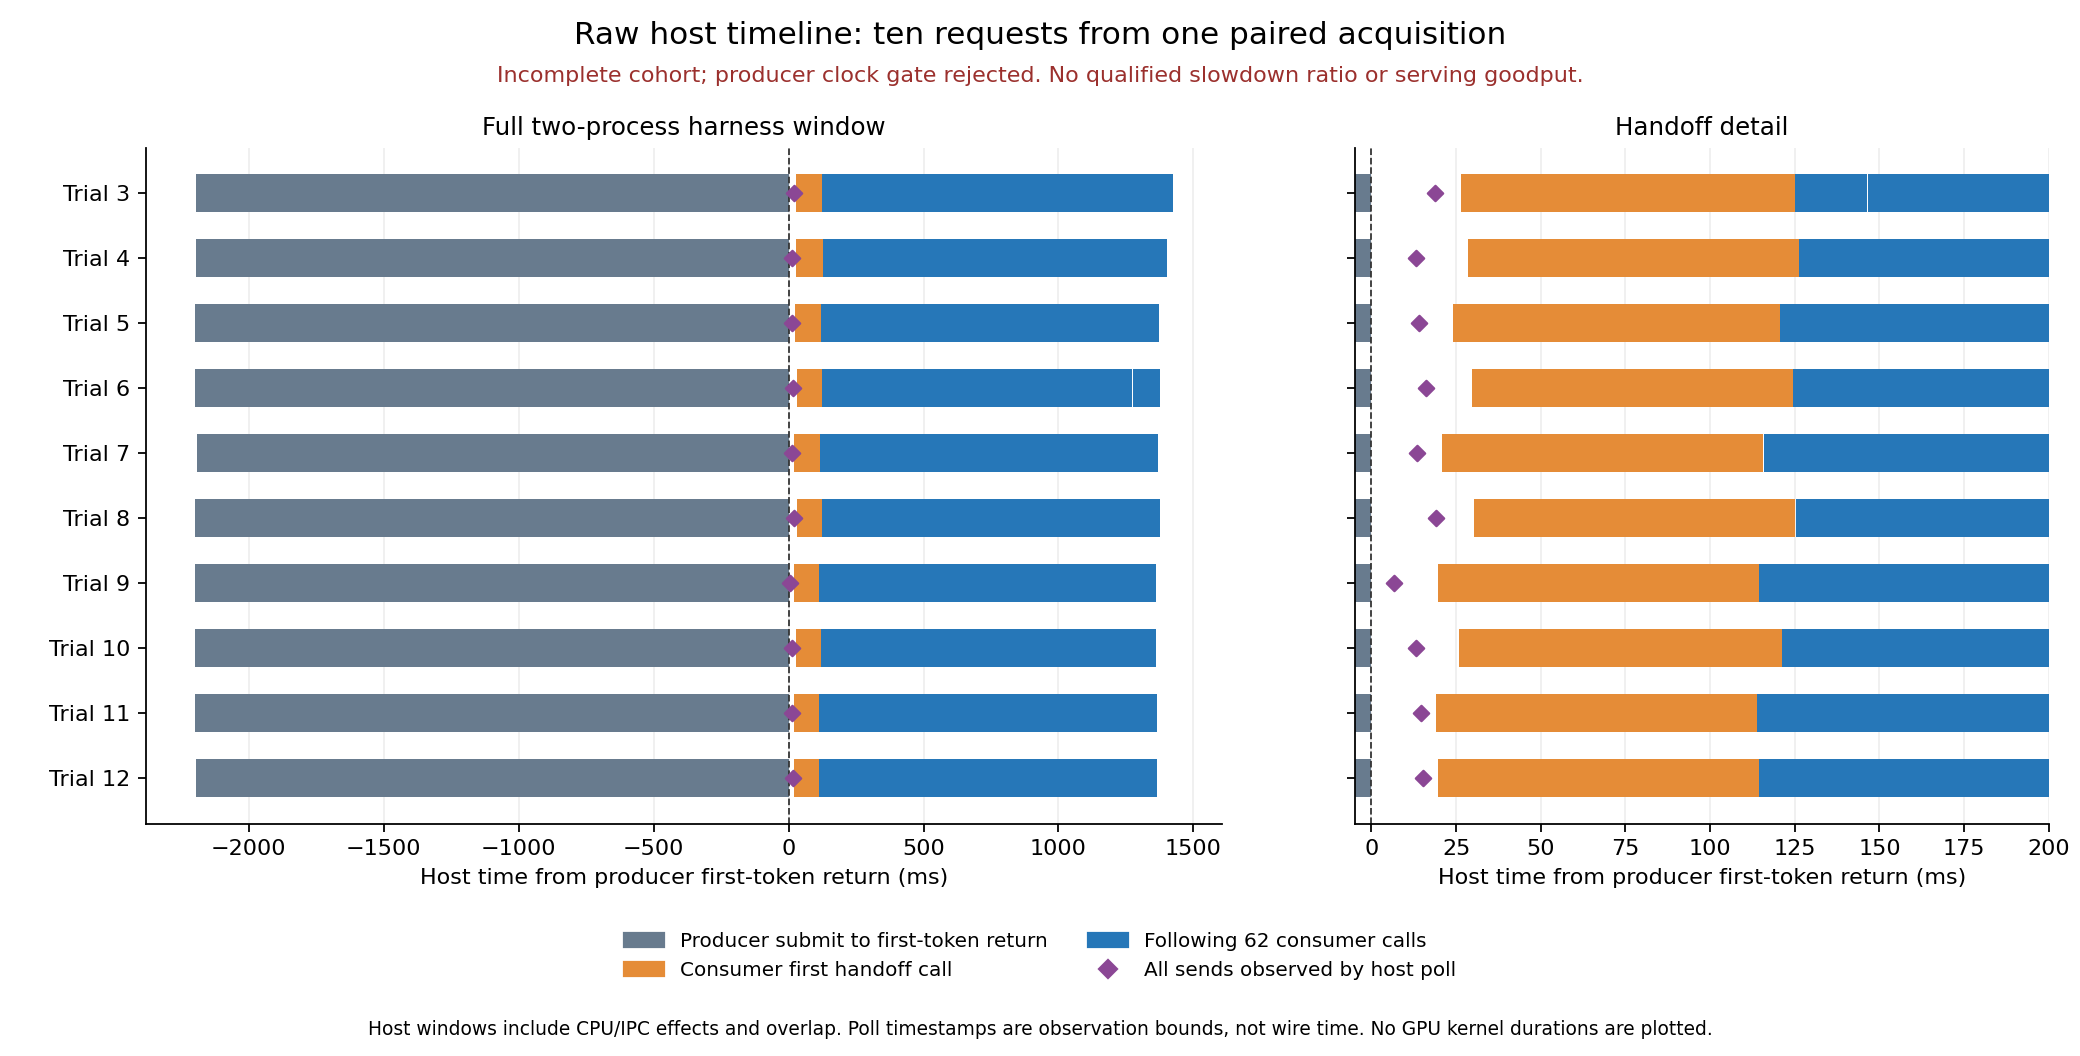 Raw host timeline: ten requests from one paired acquisition
Incomplete cohort; producer clock gate rejected. No qualified slowdown ratio or serving goodput.
Full two-process harness window
Handoff detail
Trial 3
Trial 4
Trial 5
Trial 6
Trial 7
Trial 8
Trial 9
Trial 10
Trial 11
Trial 12
−2000 −1500 −1000 −500 0 500 1000 1500
0 25 50 75 100 125 150 175 200
Host time from producer first-token return (ms)
Host time from producer first-token return (ms)
Producer submit to first-token return
Consumer first handoff call
Following 62 consumer calls
All sends observed by host poll
Host windows include CPU/IPC effects and overlap. Poll timestamps are observation bounds, not wire time. No GPU kernel durations are plotted.